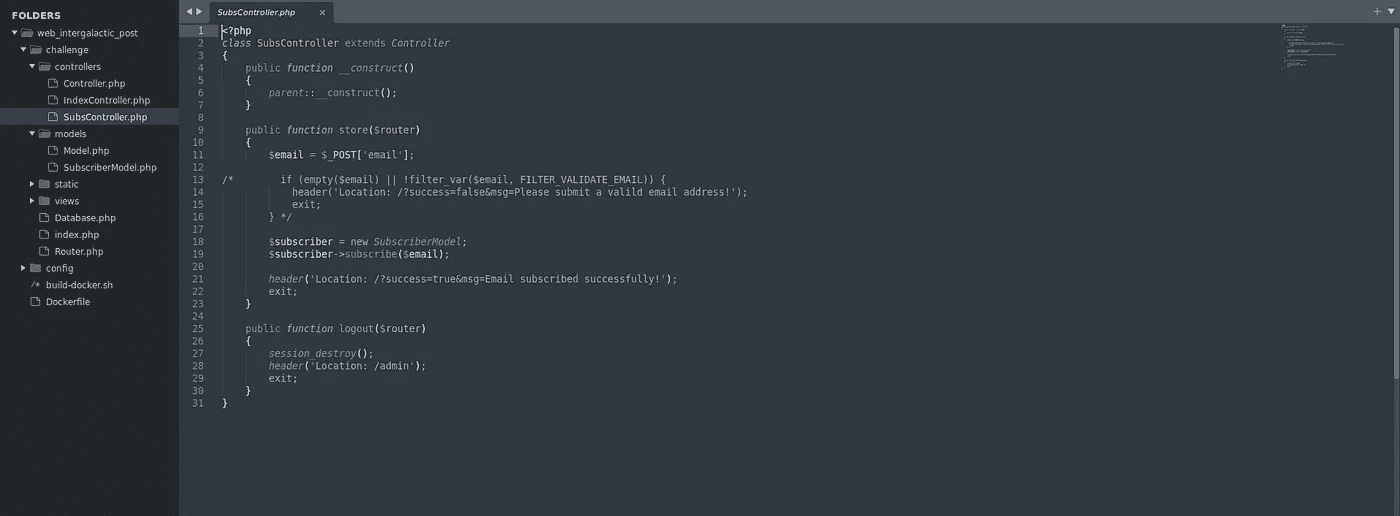 FOLDERS
web_intergalactic_post
challenge
controllers
Controller.php
IndexController.php
SubsController.php
models
Model.php
SubscriberModel.php
static
views
Database.php
index.php
Router.php
config
/* build-docker.sh
Dockerfile
SubsController.php ×
1 <?php
2 class SubsController extends Controller
3 {
4     public function __construct()
5     {
6         parent::__construct();
7     }
8
9     public function store($router)
10     {
11         $email = $_POST['email'];
12
13 /*        if (empty($email) || !filter_var($email, FILTER_VALIDATE_EMAIL)) {
14             header('Location: /?success=false&msg=Please submit a valild email address!');
15             exit;
16         } */
17
18         $subscriber = new SubscriberModel;
19         $subscriber->subscribe($email);
20
21         header('Location: /?success=true&msg=Email subscribed successfully!');
22         exit;
23     }
24
25     public function logout($router)
26     {
27         session_destroy();
28         header('Location: /admin');
29         exit;
30     }
31 }